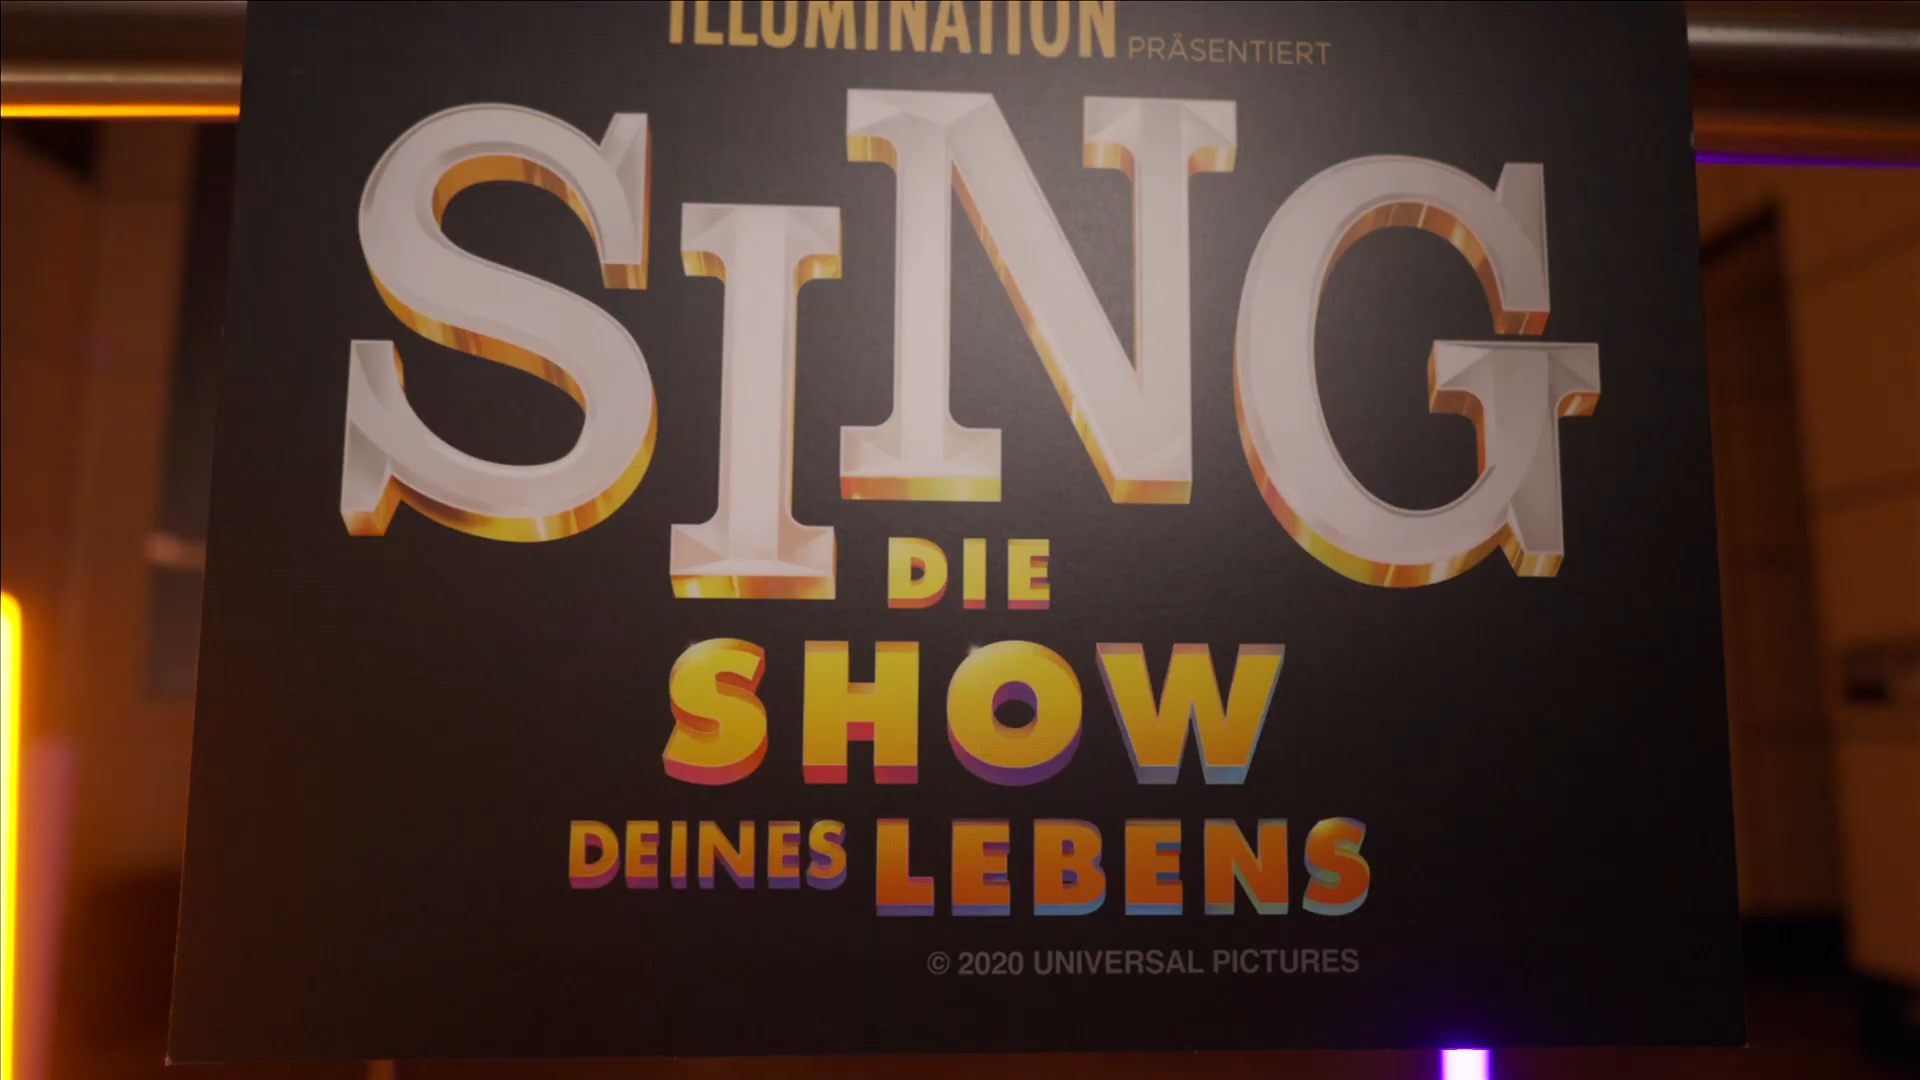 ILLUMINATION PRÄSENTIERT
SING
DIE
SHOW
DEINES LEBENS
© 2020 UNIVERSAL PICTURES